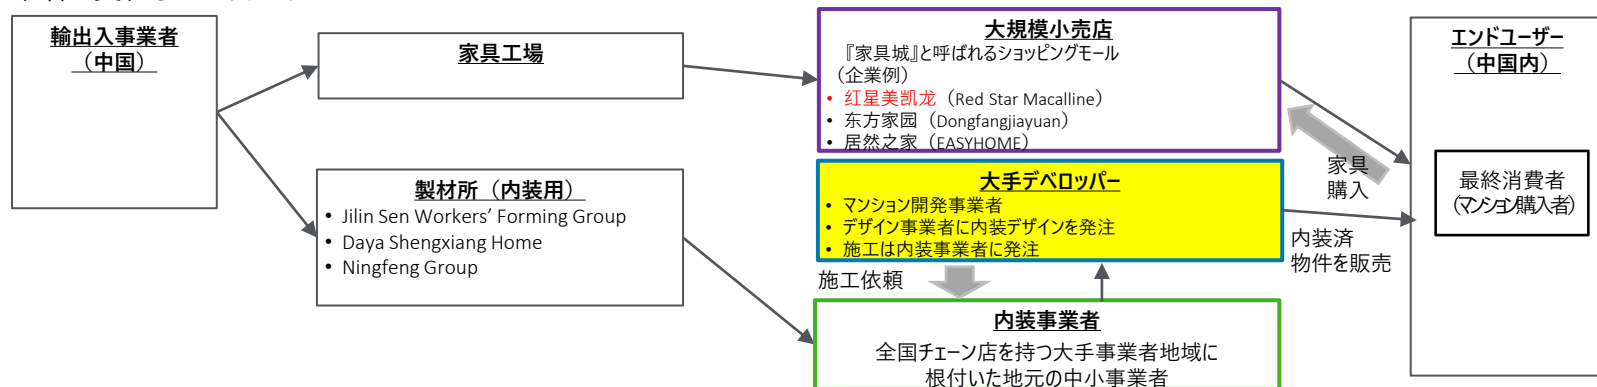 輸出入事業者
（中国）
家具工場
製材所（内装用）
• Jilin Sen Workers’ Forming Group
• Daya Shengxiang Home
• Ningfeng Group
大規模小売店
『家具城』と呼ばれるショッピングモール
（企業例）
• 红星美凯龙（Red Star Macalline）
• 东方家园（Dongfangjiayuan）
• 居然之家（EASYHOME）
大手デベロッパー
• マンション開発事業者
• デザイン事業者に内装デザインを発注
• 施工は内装事業者に発注
施工依頼
内装事業者
全国チェーン店を持つ大手事業者地域に
根付いた地元の中小事業者
家具
購入
内装済
物件を販売
エンドユーザー
（中国内）
最終消費者
（マンション購入者）